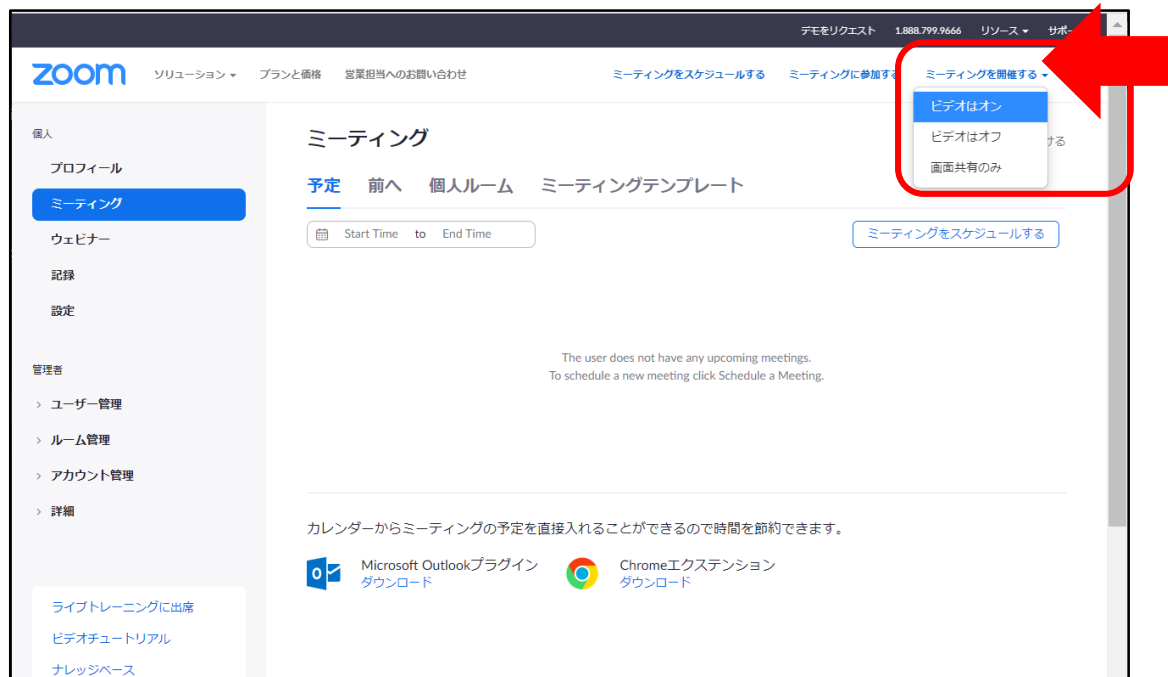 デモをリクエスト 1.888.799.9666 リソース サポ
zoom ソリューション プランと価格 営業担当へのお問い合わせ ミーティングをスケジュールする ミーティングに参加する ミーティングを開催する
ビデオはオン
ビデオはオフ
画面共有のみ
ける
個人
プロフィール
ミーティング
ウェビナー
記録
設定
管理者
ユーザー管理
ルーム管理
アカウント管理
詳細
ライブトレーニングに出席
ビデオチュートリアル
ナレッジベース
ミーティング
予定 前へ 個人ルーム ミーティングテンプレート
Start Time to End Time
ミーティングをスケジュールする
The user does not have any upcoming meetings.
To schedule a new meeting click Schedule a Meeting.
カレンダーからミーティングの予定を直接入れることができるので時間を節約できます。
Microsoft Outlookプラグイン
ダウンロード
Chromeエクステンション
ダウンロード